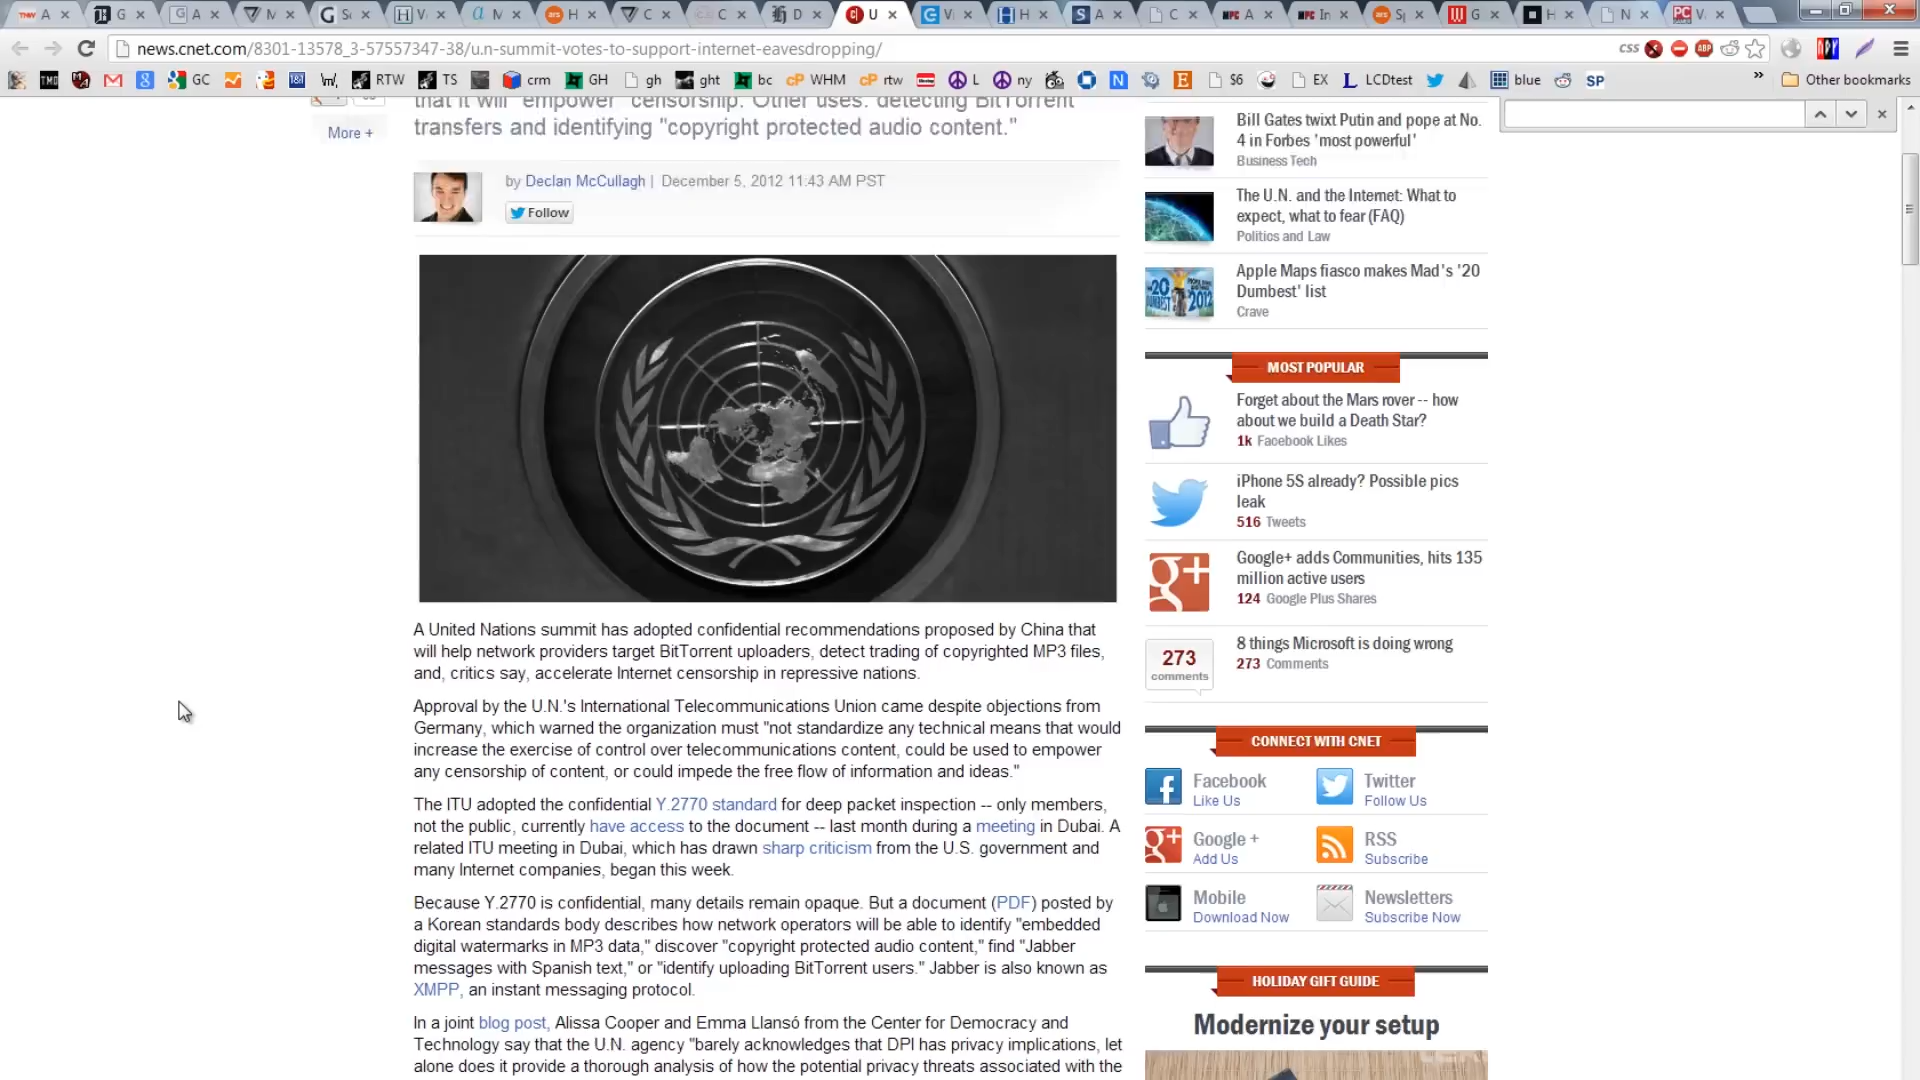 A
G
A
M
S
V
M
H
C
C
D
U
Vi
H
A
C
A
In
Sp
G
H
N
V
news.cnet.com/8301-13578_3-57557347-38/u.n-summit-votes-to-support-internet-eavesdropping/
css
ABP
GC
RTW
TS
crm
GH
gh
ght
bc
WHM
rtw
L
ny
$6
EX
LCDtest
blue
SP
»
Other bookmarks
that it will "empower" censorship. Other uses: detecting BitTorrent
transfers and identifying "copyright protected audio content."
More +
by Declan McCullagh | December 5, 2012 11:43 AM PST
Follow
A United Nations summit has adopted confidential recommendations proposed by China that
will help network providers target BitTorrent uploaders, detect trading of copyrighted MP3 files,
and, critics say, accelerate Internet censorship in repressive nations.
Approval by the U.N.'s International Telecommunications Union came despite objections from
Germany, which warned the organization must "not standardize any technical means that would
increase the exercise of control over telecommunications content, could be used to empower
any censorship of content, or could impede the free flow of information and ideas."
The ITU adopted the confidential Y.2770 standard for deep packet inspection -- only members,
not the public, currently have access to the document -- last month during a meeting in Dubai. A
related ITU meeting in Dubai, which has drawn sharp criticism from the U.S. government and
many Internet companies, began this week.
Because Y.2770 is confidential, many details remain opaque. But a document (PDF) posted by
a Korean standards body describes how network operators will be able to identify "embedded
digital watermarks in MP3 data," discover "copyright protected audio content," find "Jabber
messages with Spanish text," or "identify uploading BitTorrent users." Jabber is also known as
XMPP, an instant messaging protocol.
In a joint blog post, Alissa Cooper and Emma Llansó from the Center for Democracy and
Technology say that the U.N. agency "barely acknowledges that DPI has privacy implications, let
alone does it provide a thorough analysis of how the potential privacy threats associated with the
Bill Gates twixt Putin and pope at No.
4 in Forbes 'most powerful'
Business Tech
The U.N. and the Internet: What to
expect, what to fear (FAQ)
Politics and Law
Apple Maps fiasco makes Mad's '20
Dumbest' list
Crave
MOST POPULAR
Forget about the Mars rover -- how
about we build a Death Star?
1k Facebook Likes
iPhone 5S already? Possible pics
leak
516 Tweets
Google+ adds Communities, hits 135
million active users
124 Google Plus Shares
273
comments
8 things Microsoft is doing wrong
273 Comments
CONNECT WITH CNET
Facebook
Like Us
Twitter
Follow Us
Google +
Add Us
RSS
Subscribe
Mobile
Download Now
Newsletters
Subscribe Now
HOLIDAY GIFT GUIDE
Modernize your setup